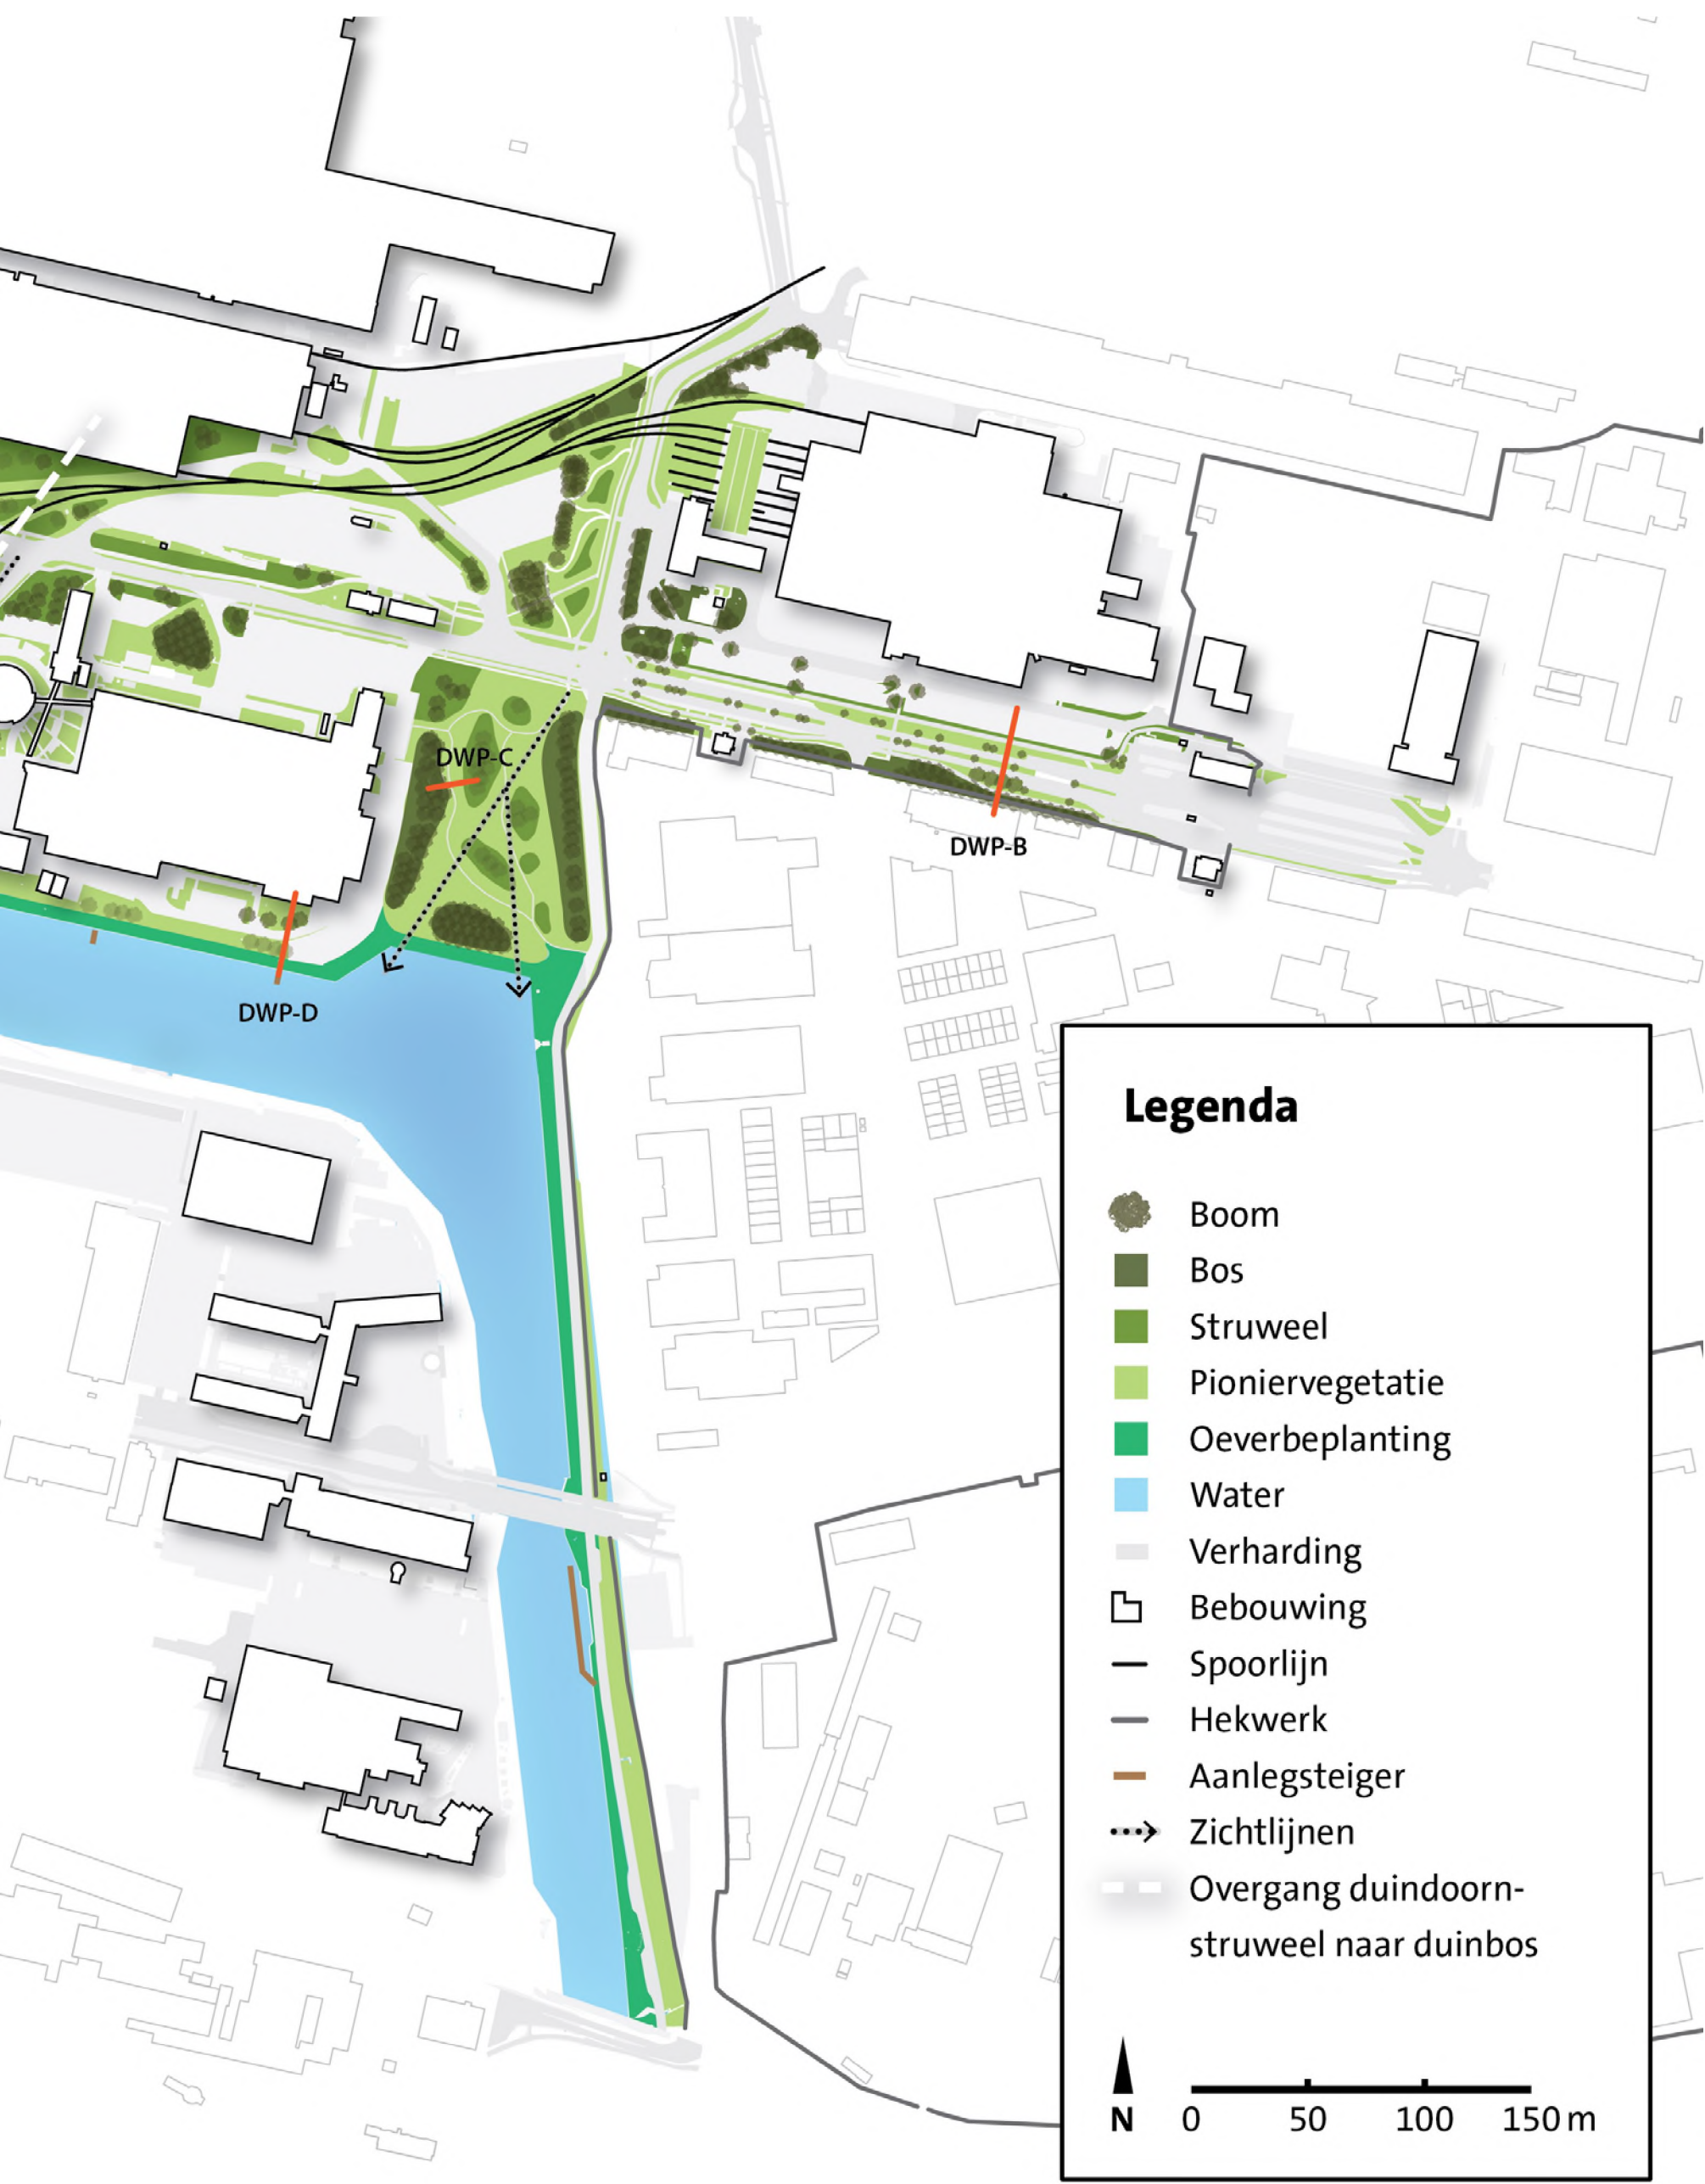 DWP-C
DWP-B
DWP-D
Legenda
Boom
Bos
Struweel
Pioniervegetatie
Oeverbeplanting
Water
Verharding
Bebouwing
Spoorlijn
Hekwerk
Aanlegsteiger
Zichtlijnen
Overgang duindoorn-
struweel naar duinbos
N 0 50 100 150 m